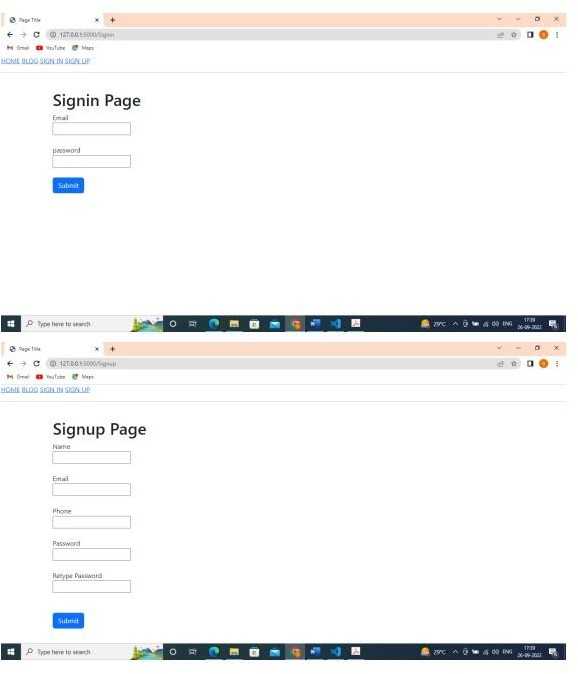 Page Title
127.0.0.1:5000/Signin
Gmail YouTube Maps
HOME BLOG SIGN IN SIGN UP
Signin Page
Email
password
Submit
Type here to search 29°C ENG 17:39
26-09-2022
Page Title
127.0.0.1:5000/Signup
Gmail YouTube Maps
HOME BLOG SIGN IN SIGN UP
Signup Page
Name
Email
Phone
Password
Retype Password
Submit
Type here to search 29°C ENG 17:39
26-09-2022